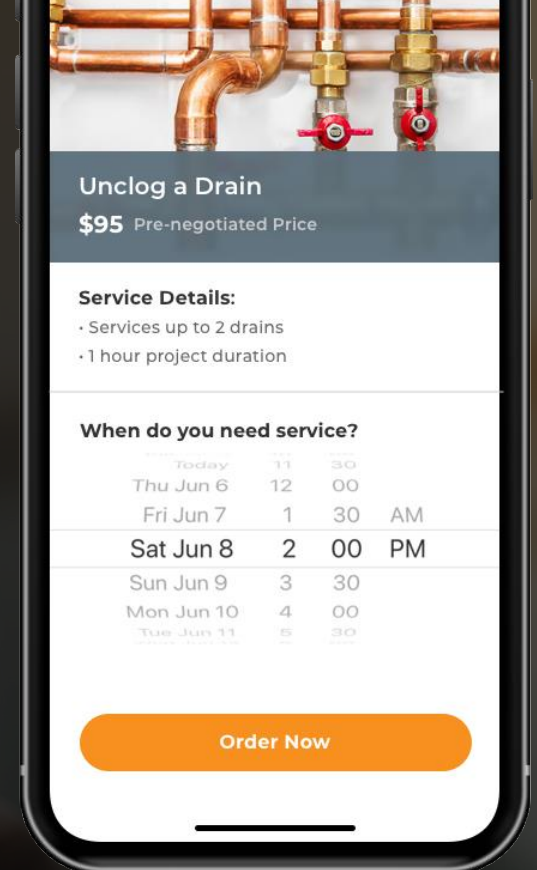 Unclog a Drain
$95 Pre-negotiated Price
Service Details:
• Services up to 2 drains
• 1 hour project duration
When do you need service?
Today 11 30
Thu Jun 6 12 00
Fri Jun 7 1 30 AM
Sat Jun 8 2 00 PM
Sun Jun 9 3 30
Mon Jun 10 4 00
Tue Jun 11 5 30
Order Now